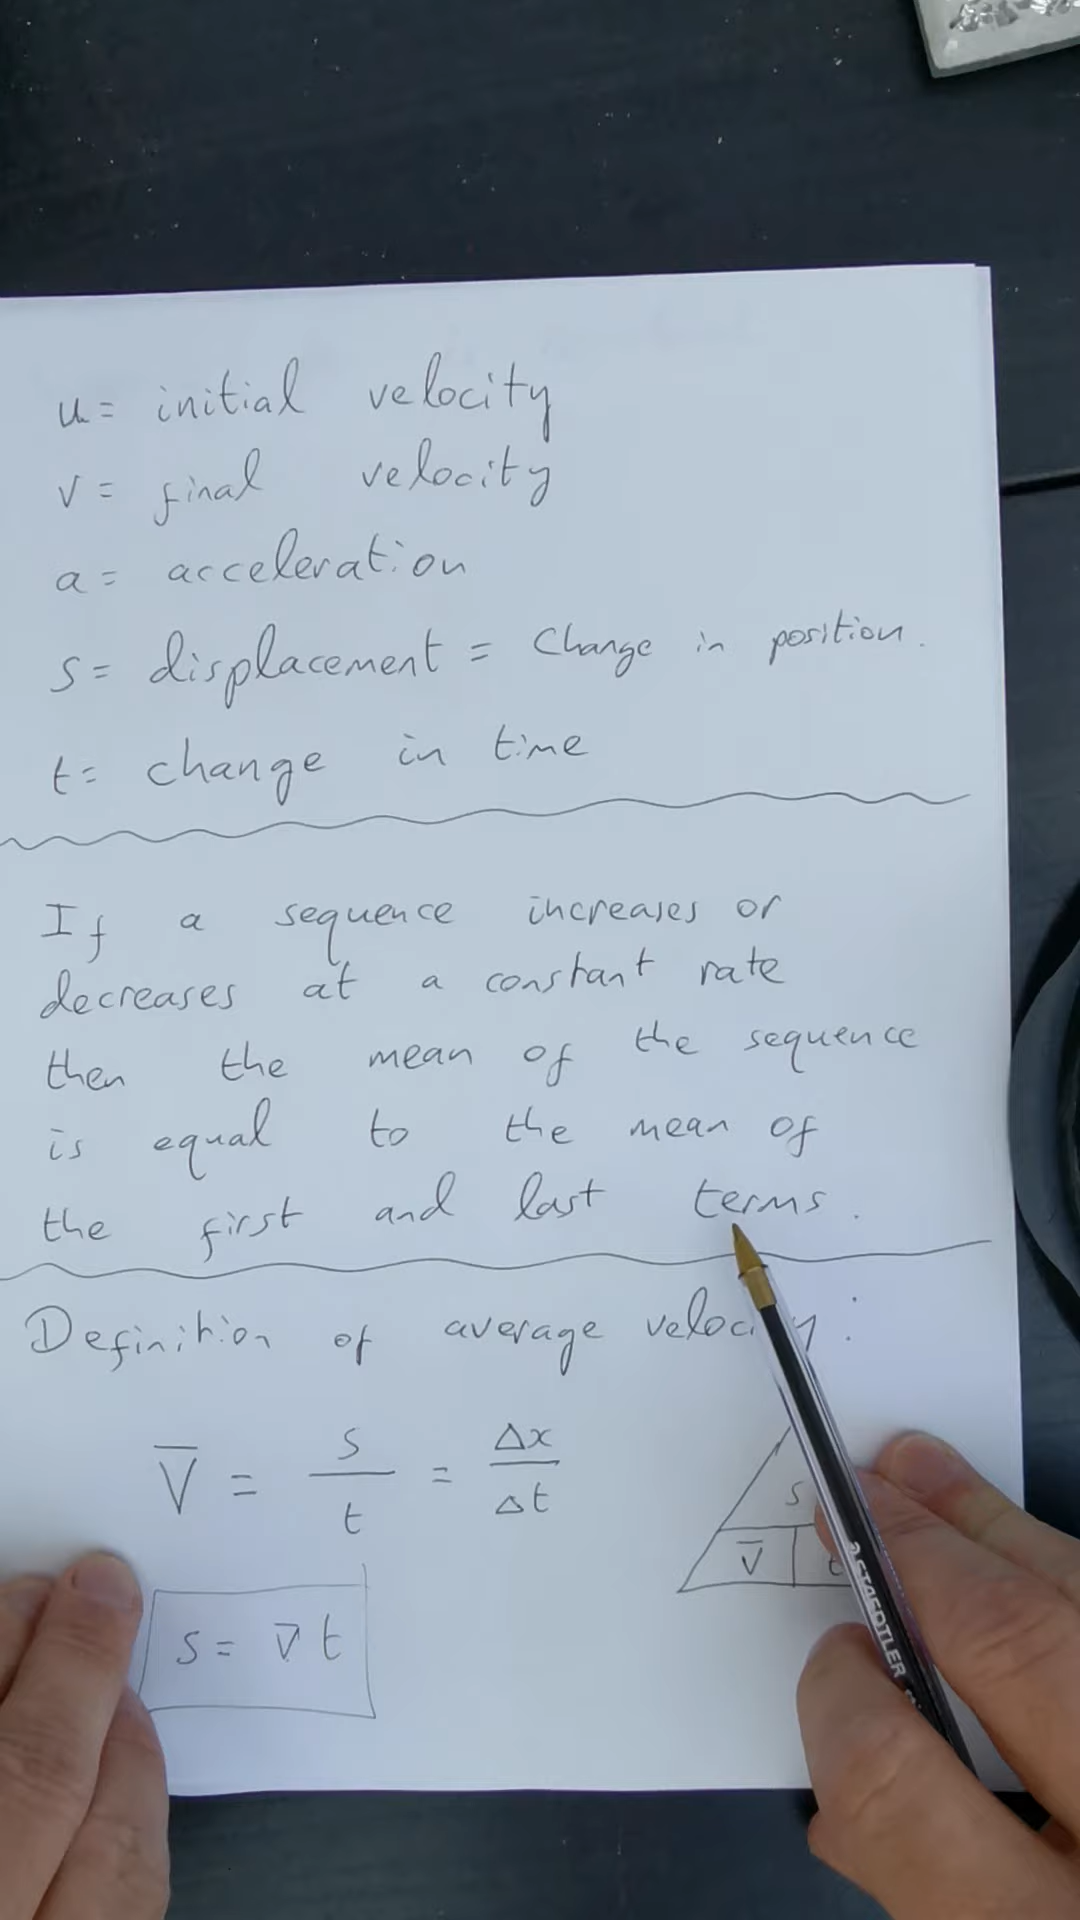 u= initial velocity
v= final velocity
a= acceleration
s= displacement = Change in position.
t= change in time
If a sequence increases or
decreases at a constant rate
then the mean of the sequence
is equal to the mean of
the first and last terms.
Definition of average :
V̅ = s/t = Δx/Δt
s
v̅ t
s= v̅ t
STAEDTLER